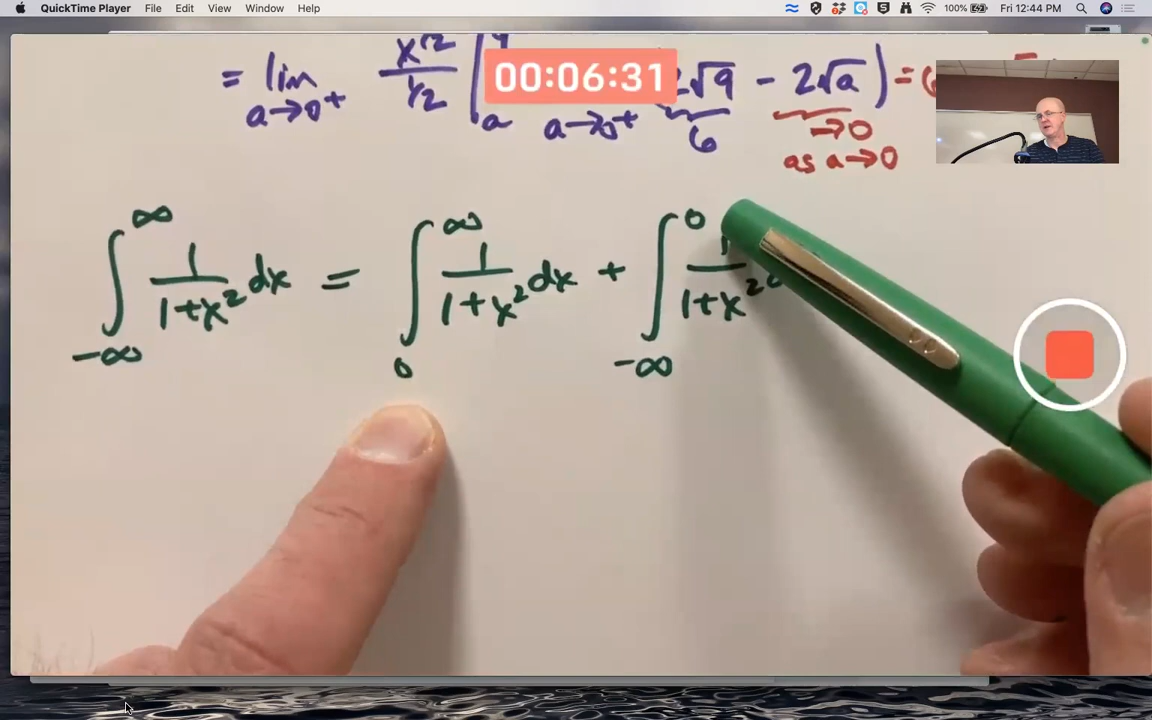 QuickTime Player File Edit View Window Help 100% Fri 12:44 PM
00:06:31
= lim x^1/2 / 1/2 | a 2√9 - 2√a) =
a→0+ a→0+ 6 →0
as a→0
∫_{-∞}^{∞} 1/(1+x²) dx = ∫_0^∞ 1/(1+x²) dx + ∫_{-∞}^0 1/(1+x²)